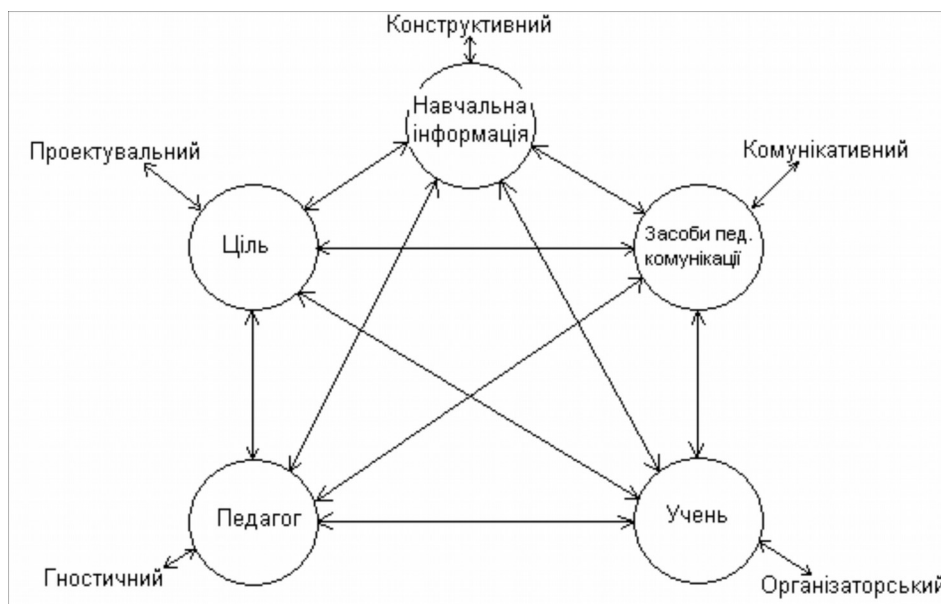 Конструктивний
Навчальна
інформація
Проектувальний
Комунікативний
Ціль
Засоби пед.
комунікації
Педагог
Учень
Гностичний
Організаторський